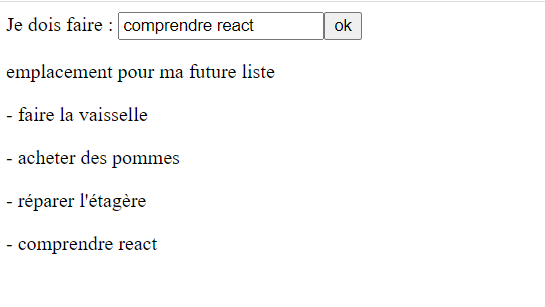 Je dois faire : comprendre react ok
emplacement pour ma future liste
- faire la vaisselle
- acheter des pommes
- réparer l'étagère
- comprendre react